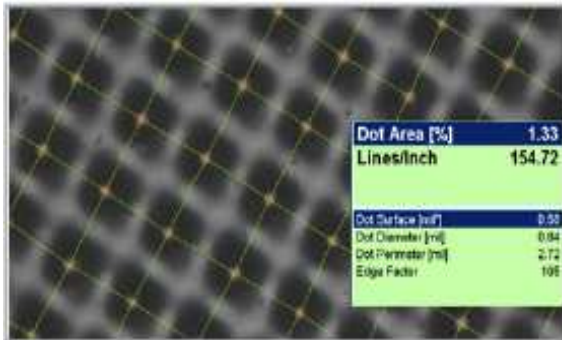 Dot Area [%] 1.33
Lines/Inch 154.72
Dot Surface [mil²] 0.56
Dot Diameter [mil] 0.84
Dot Perimeter [mil] 2.72
Edge Factor